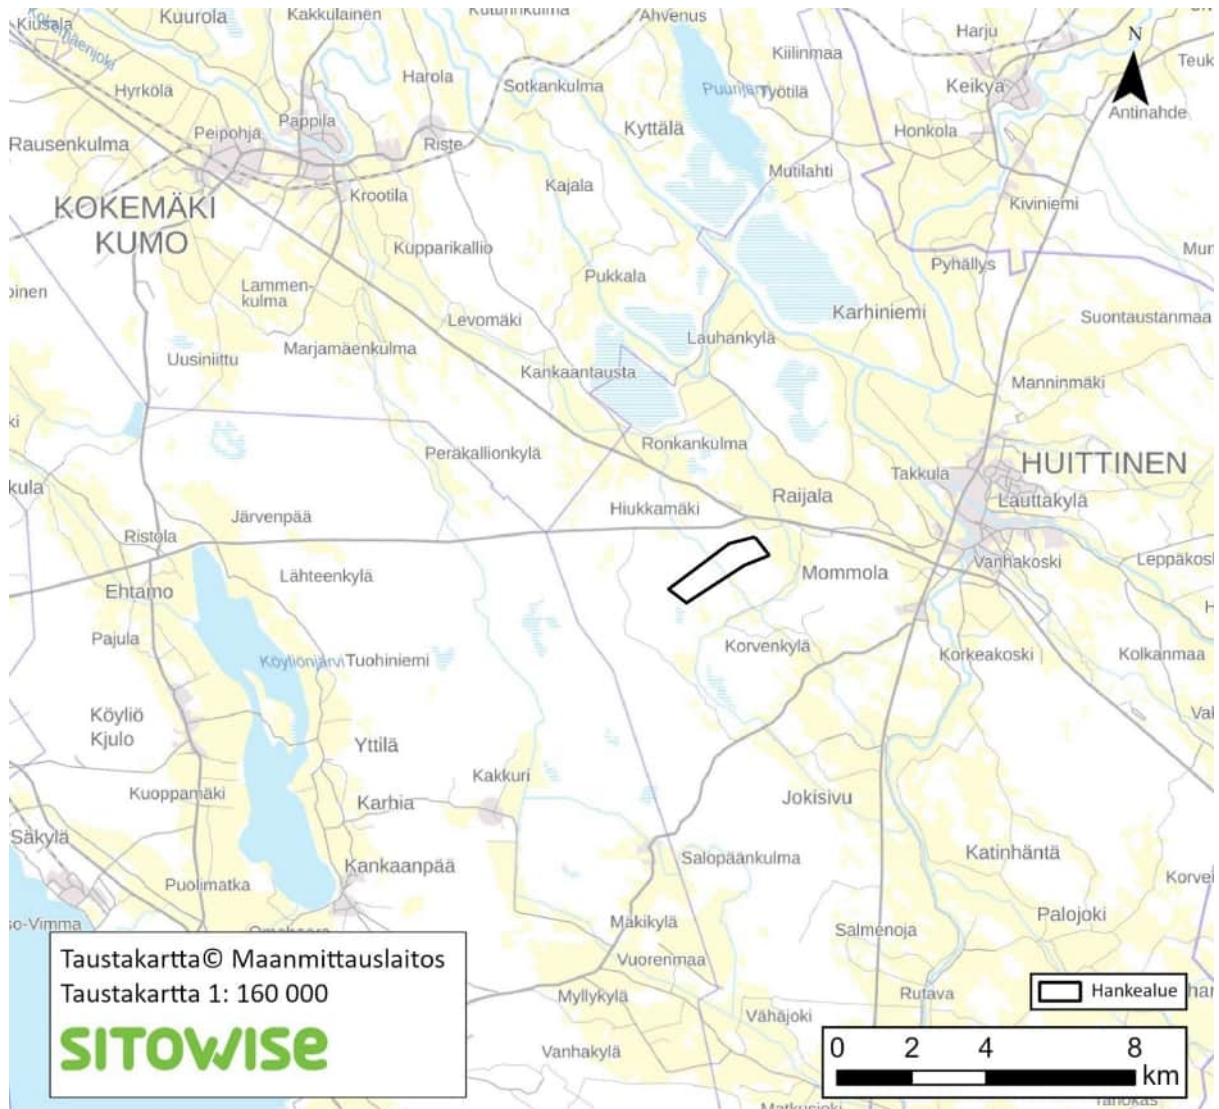 Kiusala
Kuurola
Kakkulainen
Ahvenus
Harju
Kiilinmaa
Harola
Hyrkölä
Sotkankulma
Puurijärvi
Työtilä
Keikyä
N
Antinahde
Pappila
Peipohja
Kyttälä
Honkola
Rausenkulma
Riste
Mutilahti
Kajala
Krootila
Kiviniemi
KOKEMÄKI
KUMO
Kupparikallio
Pyhällys
Pukkala
Lammen-
kulma
Karhiniemi
Suontaustanmaa
Levomäki
Lauhankylä
Marjamäenkulma
Uusiniittu
Kankaantausta
Manninmäki
Ronkankulma
Peräkallionkylä
HUITTINEN
Takkula
Raijala
Lauttakylä
Hiukkamäki
Järvenpää
Ristola
Vanhakoski
Mommola
Lähteenkylä
Ehtamo
Pajula
Korvenkylä
Korkeakoski
Kolkanmaa
Köyliönjärvi
Tuohiniemi
Köyliö
Kjulo
Yttilä
Kakkuri
Kuoppamäki
Karhia
Jokisivu
Säkylä
Katinhäntä
Kankaanpää
Salopäänkulma
Puolimatka
Palojoki
Mäkikylä
Salmenoja
Vuorenmaa
Rutava
Myllykylä
Vähäjoki
Vanhakylä
Taustakartta© Maanmittauslaitos
Taustakartta 1: 160 000
SITOWISE
Hankealue
0 2 4 8
km